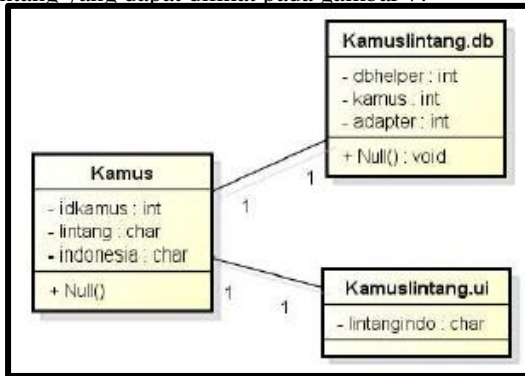 Kamuslintang.db
- dbhelper : int
- kamus : int
- adapter : int
+ Null() : void
Kamus
- idkamus : int
- lintang : char
- indonesia : char
+ Null()
1
1
1
1
Kamuslintang.ui
- lintangindo : char